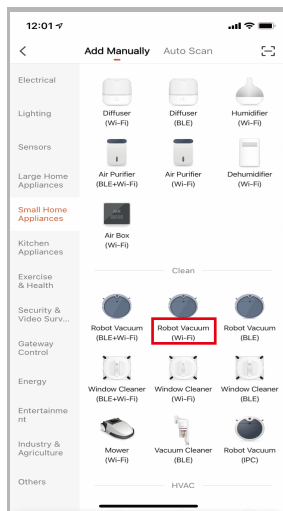 12:01
Add Manually Auto Scan
Electrical
Lighting
Sensors
Large Home
Appliances
Small Home
Appliances
Kitchen
Appliances
Exercise
& Health
Security &
Video Surv...
Gateway
Control
Energy
Entertainme
nt
Industry &
Agriculture
Others
Diffuser
(Wi-Fi)
Diffuser
(BLE)
Humidifier
(Wi-Fi)
Air Purifier
(BLE+Wi-Fi)
Air Purifier
(Wi-Fi)
Dehumidifier
(Wi-Fi)
Air Box
(Wi-Fi)
Clean
Robot Vacuum
(BLE+Wi-Fi)
Robot Vacuum
(Wi-Fi)
Robot Vacuum
(BLE)
Window Cleaner
(BLE+Wi-Fi)
Window Cleaner
(Wi-Fi)
Window Cleaner
(BLE)
Mower
(Wi-Fi)
Vacuum Cleaner
(BLE)
Robot Vacuum
(IPC)
HVAC